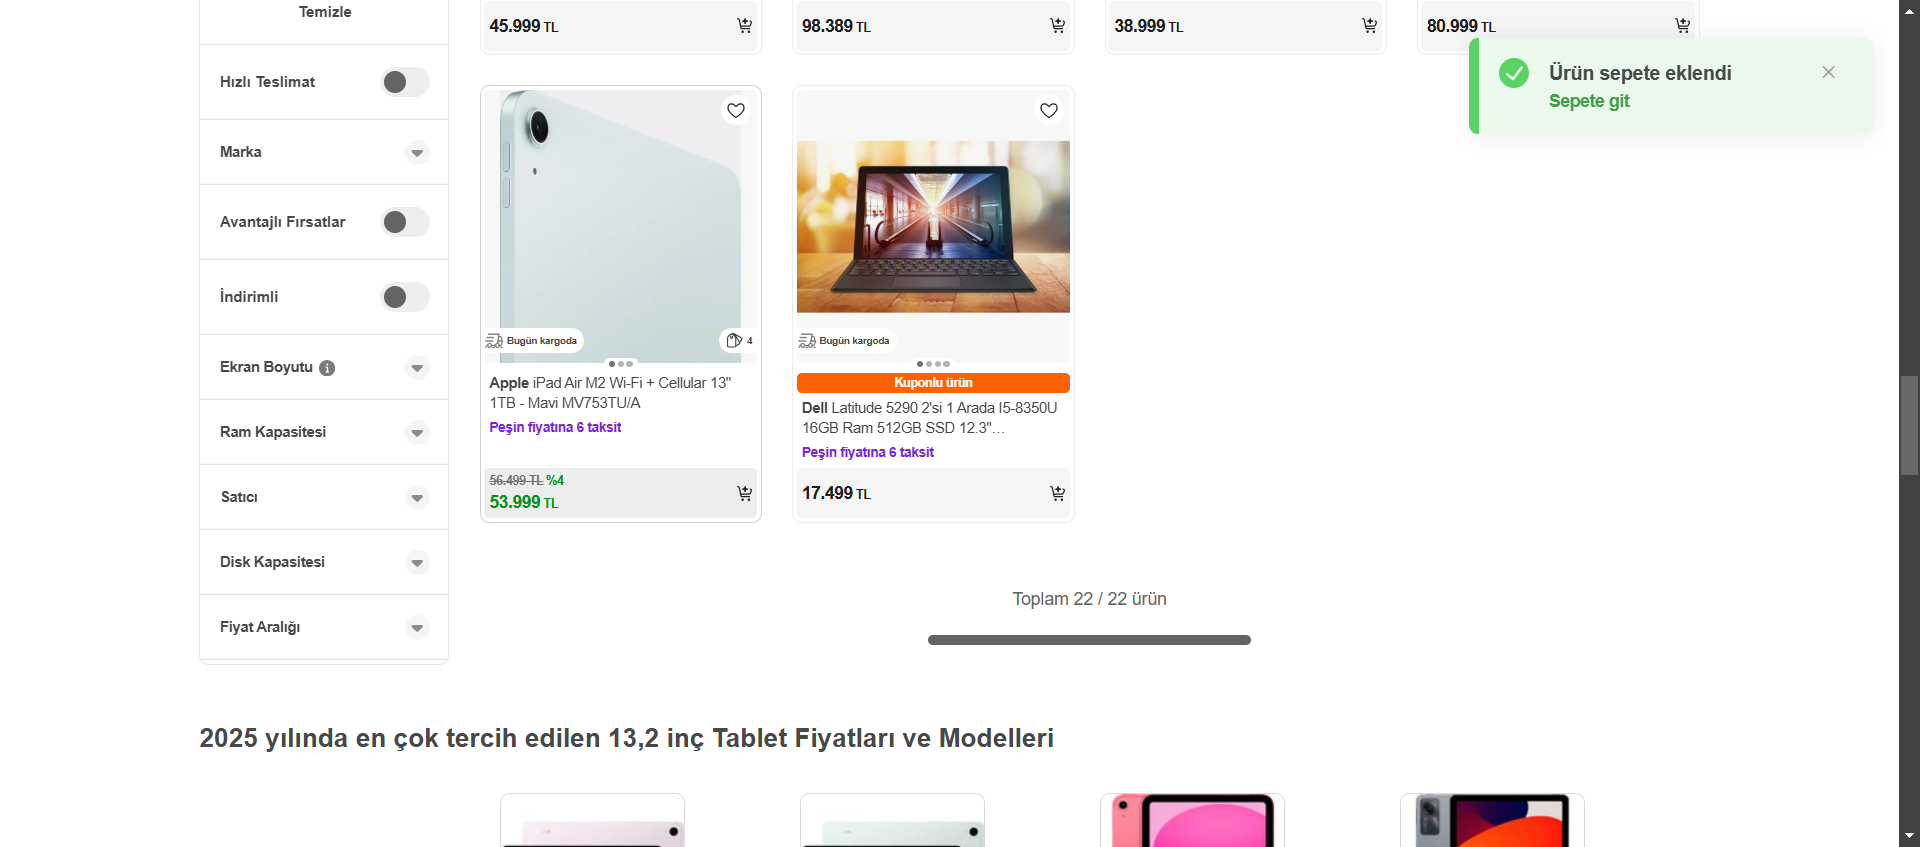 Temizle
45.999 TL
98.389 TL
38.999 TL
80.999 TL
Ürün sepete eklendi
Sepete git
Hızlı Teslimat
Marka
Avantajlı Fırsatlar
İndirimli
Ekran Boyutu
Ram Kapasitesi
Satıcı
Disk Kapasitesi
Fiyat Aralığı
Bugün kargoda
4
Apple iPad Air M2 Wi-Fi + Cellular 13"
1TB - Mavi MV753TU/A
Peşin fiyatına 6 taksit
56.499 TL %4
53.999 TL
Bugün kargoda
Kuponlu ürün
Dell Latitude 5290 2'si 1 Arada I5-8350U
16GB Ram 512GB SSD 12.3"...
Peşin fiyatına 6 taksit
17.499 TL
Toplam 22 / 22 ürün
2025 yılında en çok tercih edilen 13,2 inç Tablet Fiyatları ve Modelleri